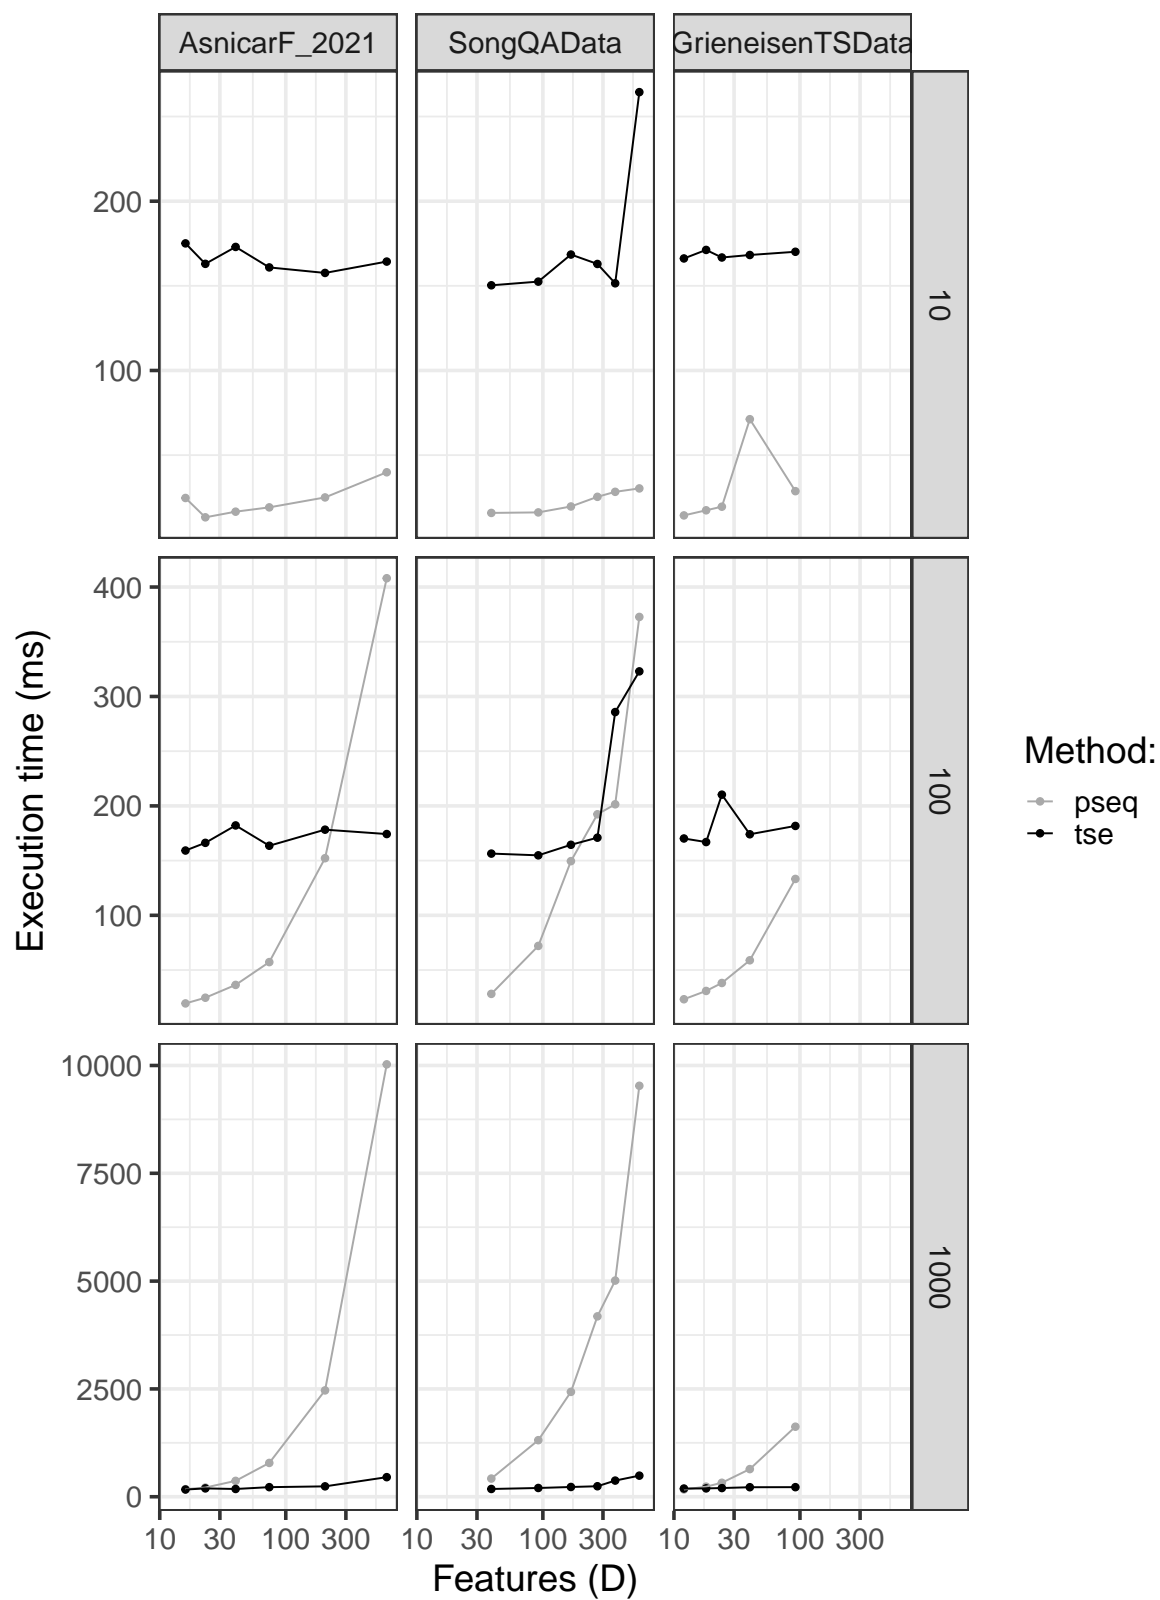 AsnicarF_2021 SongQAData GrieneisenTSData
200
100
10
Execution time (ms)
400
300
200
100
100
Method:
pseq
tse
10000
7500
5000
2500
0
1000
10 30 100 300 10 30 100 300 10 30 100 300
Features (D)